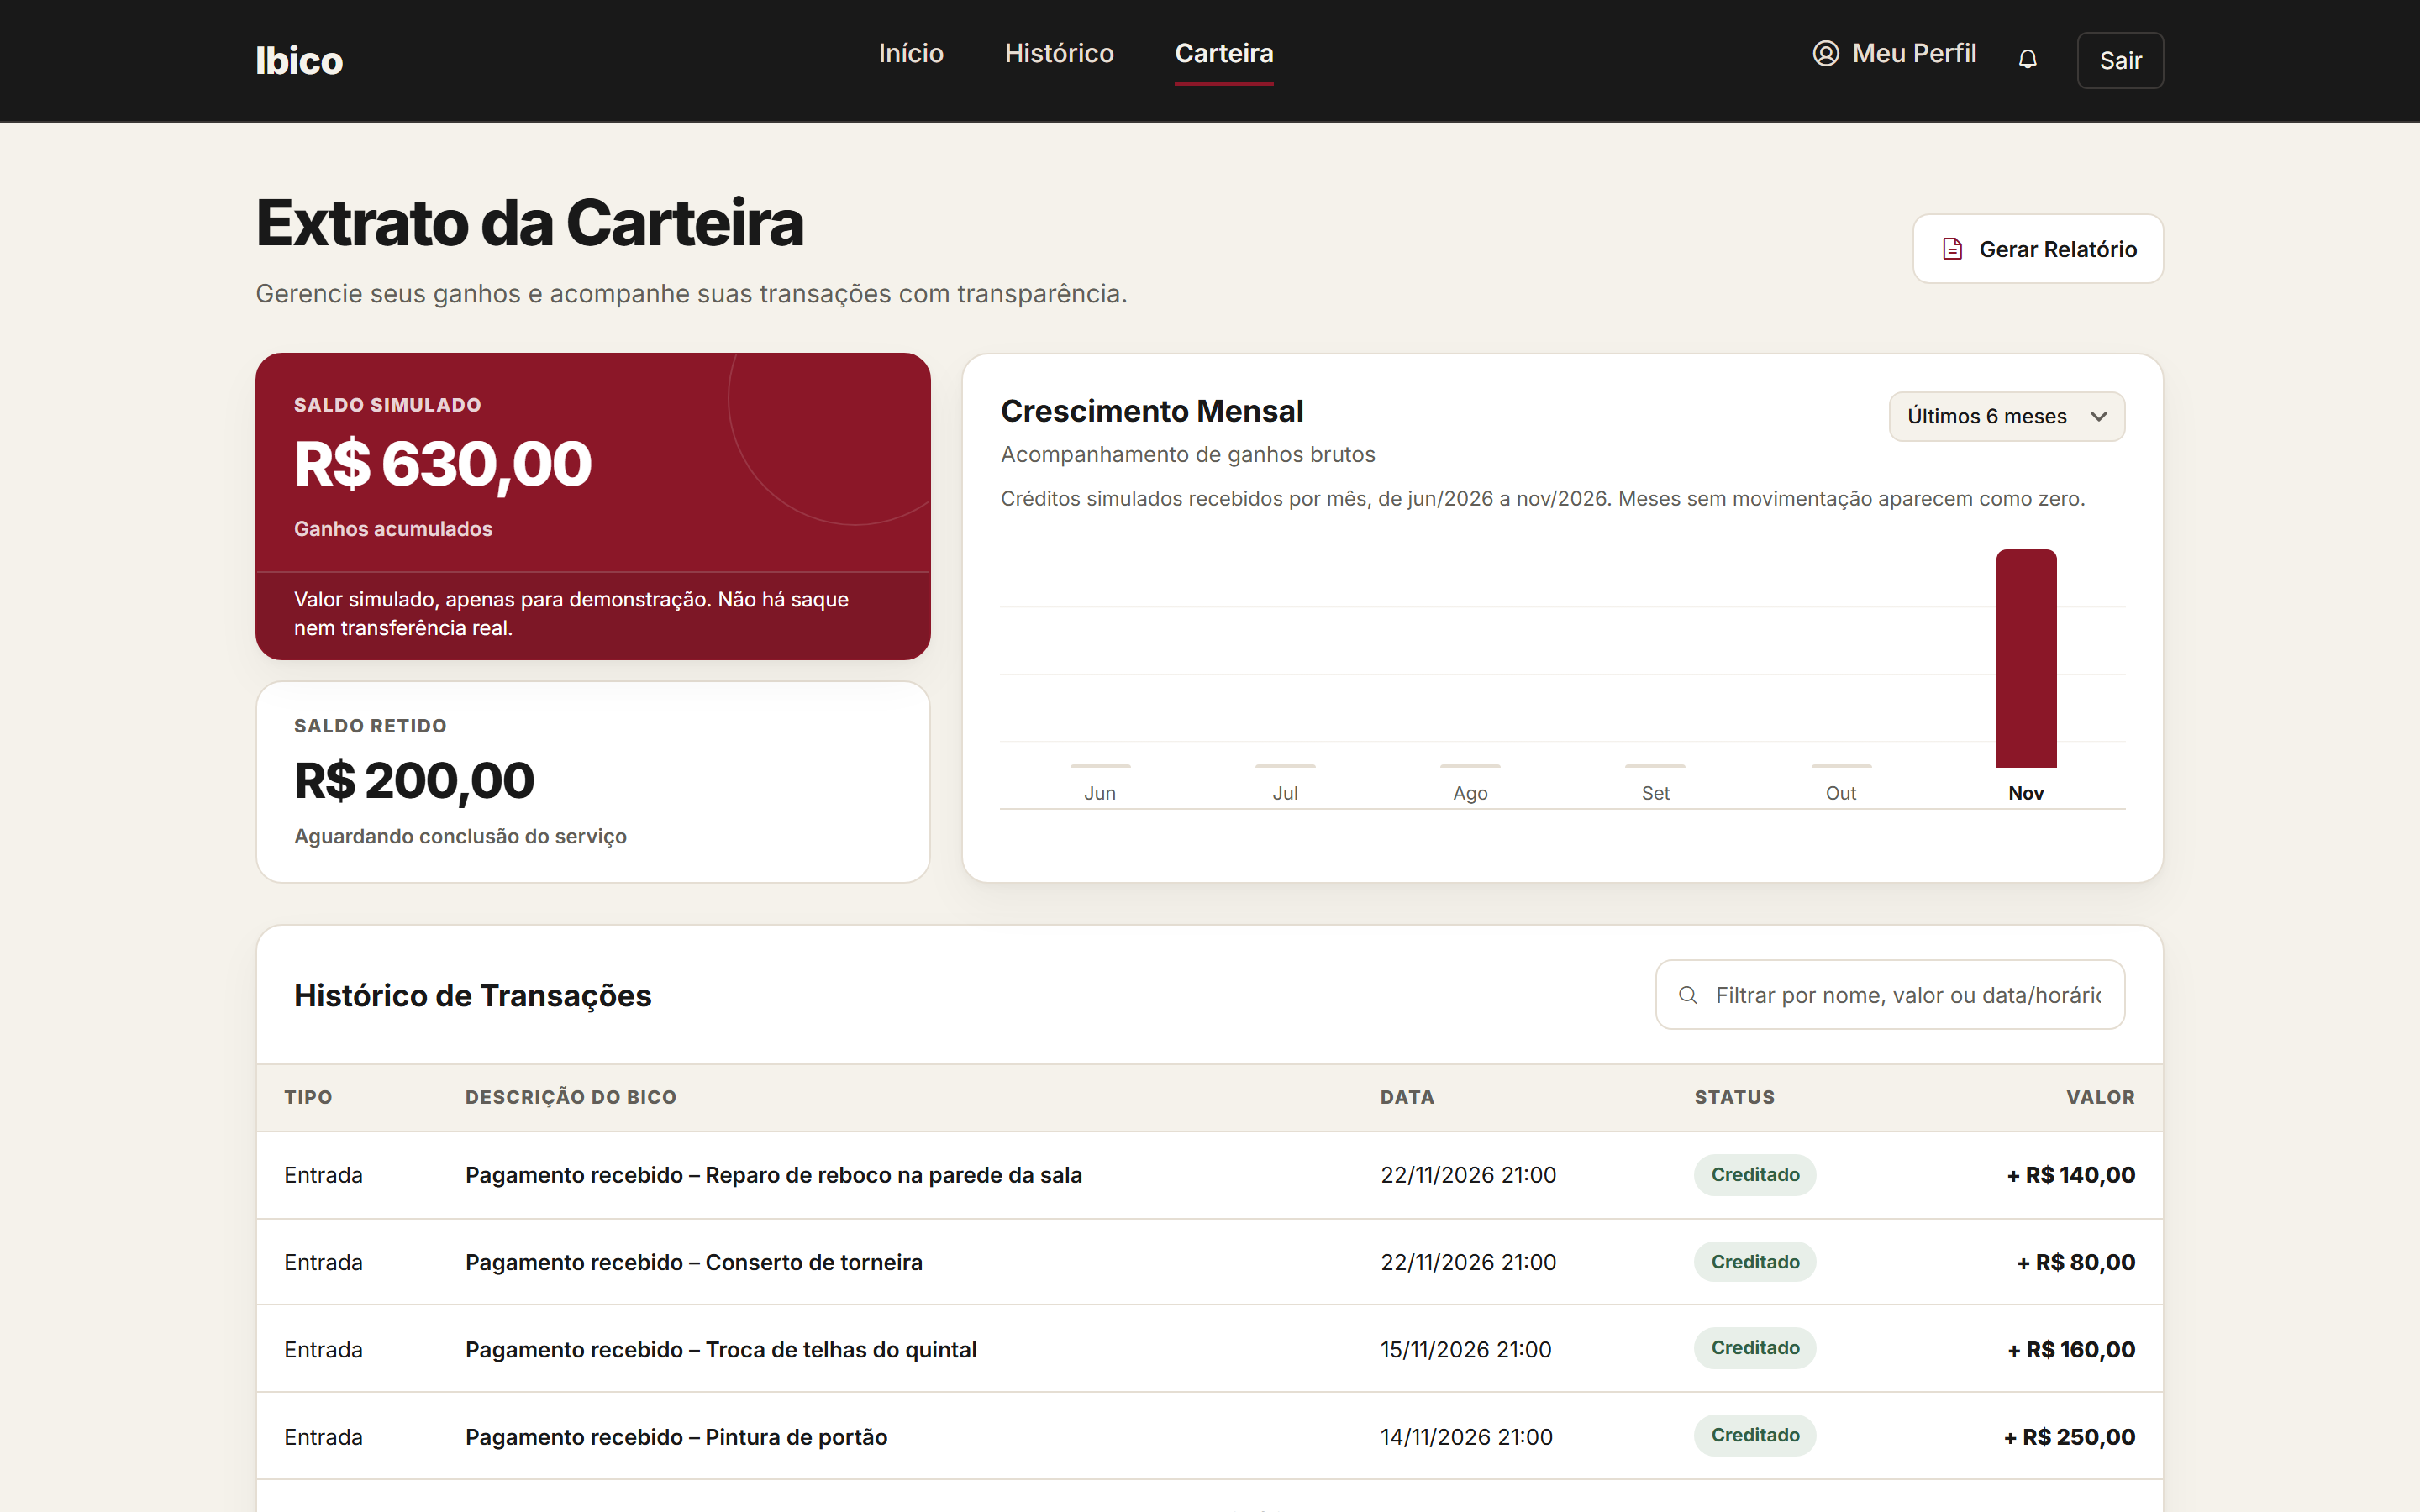 Ibico
Início
Histórico
Carteira
Meu Perfil
Sair
Extrato da Carteira
Gerencie seus ganhos e acompanhe suas transações com transparência.
Gerar Relatório
SALDO SIMULADO
R$ 630,00
Ganhos acumulados
Valor simulado, apenas para demonstração. Não há saque
nem transferência real.
SALDO RETIDO
R$ 200,00
Aguardando conclusão do serviço
Crescimento Mensal
Últimos 6 meses
Acompanhamento de ganhos brutos
Créditos simulados recebidos por mês, de jun/2026 a nov/2026. Meses sem movimentação aparecem como zero.
Jun Jul Ago Set Out Nov
Histórico de Transações
Filtrar por nome, valor ou data/horáric
TIPO DESCRIÇÃO DO BICO DATA STATUS VALOR
Entrada Pagamento recebido – Reparo de reboco na parede da sala 22/11/2026 21:00 Creditado + R$ 140,00
Entrada Pagamento recebido – Conserto de torneira 22/11/2026 21:00 Creditado + R$ 80,00
Entrada Pagamento recebido – Troca de telhas do quintal 15/11/2026 21:00 Creditado + R$ 160,00
Entrada Pagamento recebido – Pintura de portão 14/11/2026 21:00 Creditado + R$ 250,00